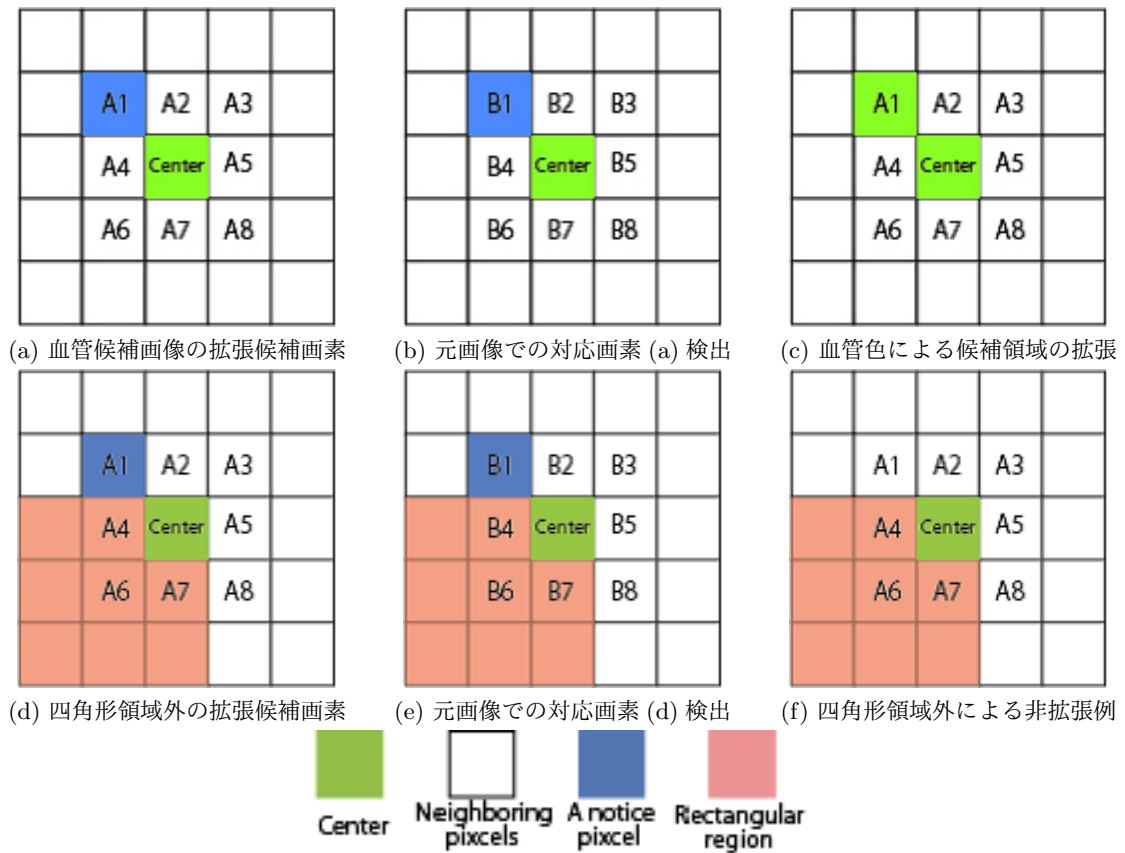 A1 A2 A3
A4 Center A5
A6 A7 A8
B1 B2 B3
B4 Center B5
B6 B7 B8
A1 A2 A3
A4 Center A5
A6 A7 A8
(a) 血管候補画像の拡張候補画素
(b) 元画像での対応画素 (a) 検出
(c) 血管色による候補領域の拡張
A1 A2 A3
A4 Center A5
A6 A7 A8
B1 B2 B3
B4 Center B5
B6 B7 B8
A1 A2 A3
A4 Center A5
A6 A7 A8
(d) 四角形領域外の拡張候補画素
(e) 元画像での対応画素 (d) 検出
(f) 四角形領域外による非拡張例
Center
Neighboring
pixcels
A notice
pixcel
Rectangular
region